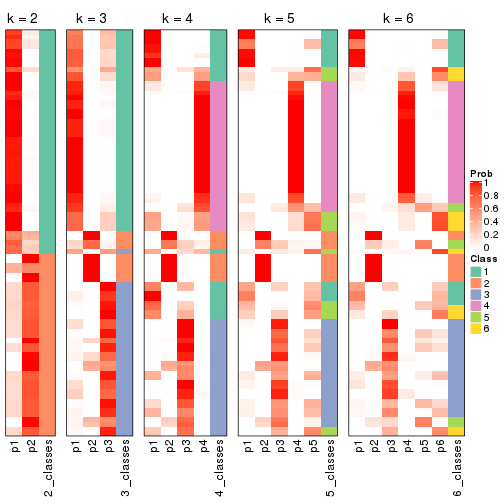 k = 2
k = 3
k = 4
k = 5
k = 6
p1
p2
2_classes
p1
p2
p3
3_classes
p1
p2
p3
p4
4_classes
p1
p2
p3
p4
p5
5_classes
p1
p2
p3
p4
p5
p6
6_classes
Prob
1
0.8
0.6
0.4
0.2
0
Class
1
2
3
4
5
6